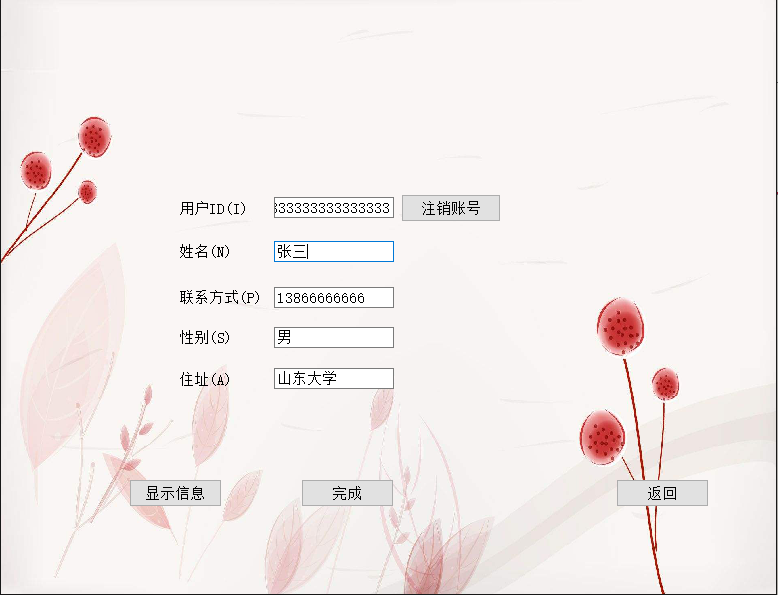 用户ID(I) 33333333333333 注销账号
姓名(N) 张三
联系方式(P) 13866666666
性别(S) 男
住址(A) 山东大学
显示信息 完成 返回